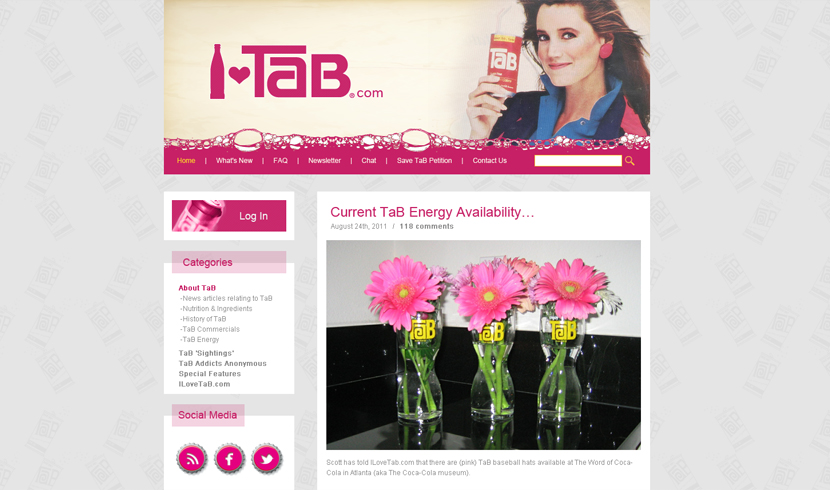 TaB®.com
TaB
Home | What's New | FAQ | Newsletter | Chat | Save TaB Petition | Contact Us
Log In
Categories
About TaB
-News articles relating to TaB
-Nutrition & Ingredients
-History of TaB
-TaB Commercials
-TaB Energy
TaB 'Sightings'
TaB Addicts Anonymous
Special Features
ILoveTaB.com
Social Media
Current TaB Energy Availability…
August 24th, 2011 / 118 comments
TaB TaB TaB
Scott has told ILoveTab.com that there are (pink) TaB baseball hats available at The Word of Coca-
Cola in Atlanta (aka The Coca-Cola museum).